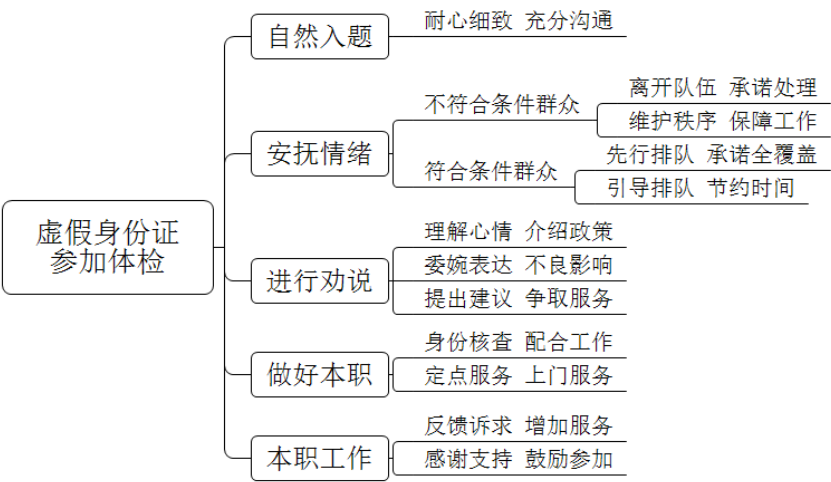 虚假身份证
参加体检
自然入题
耐心细致 充分沟通
安抚情绪
不符合条件群众
离开队伍 承诺处理
维护秩序 保障工作
符合条件群众
先行排队 承诺全覆盖
引导排队 节约时间
进行劝说
理解心情 介绍政策
委婉表达 不良影响
提出建议 争取服务
做好本职
身份核查 配合工作
定点服务 上门服务
本职工作
反馈诉求 增加服务
感谢支持 鼓励参加